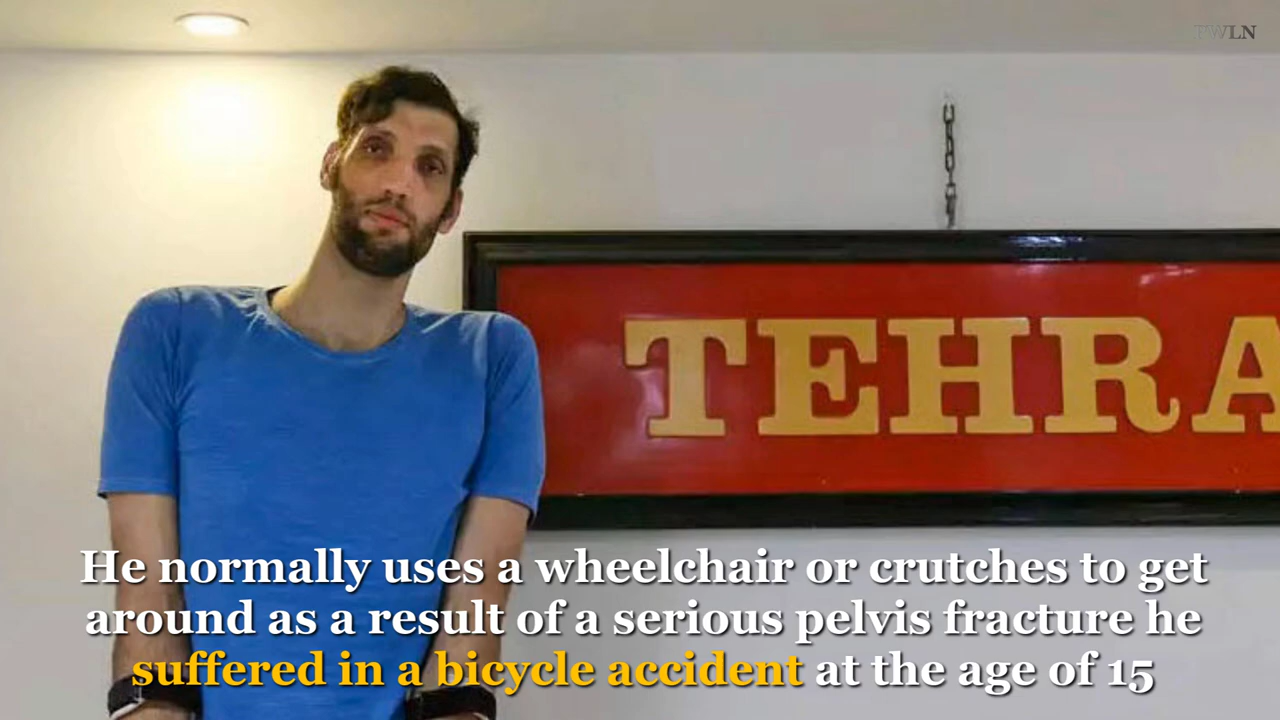 TEHRA
He normally uses a wheelchair or crutches to get
around as a result of a serious pelvis fracture he
suffered in a bicycle accident at the age of 15